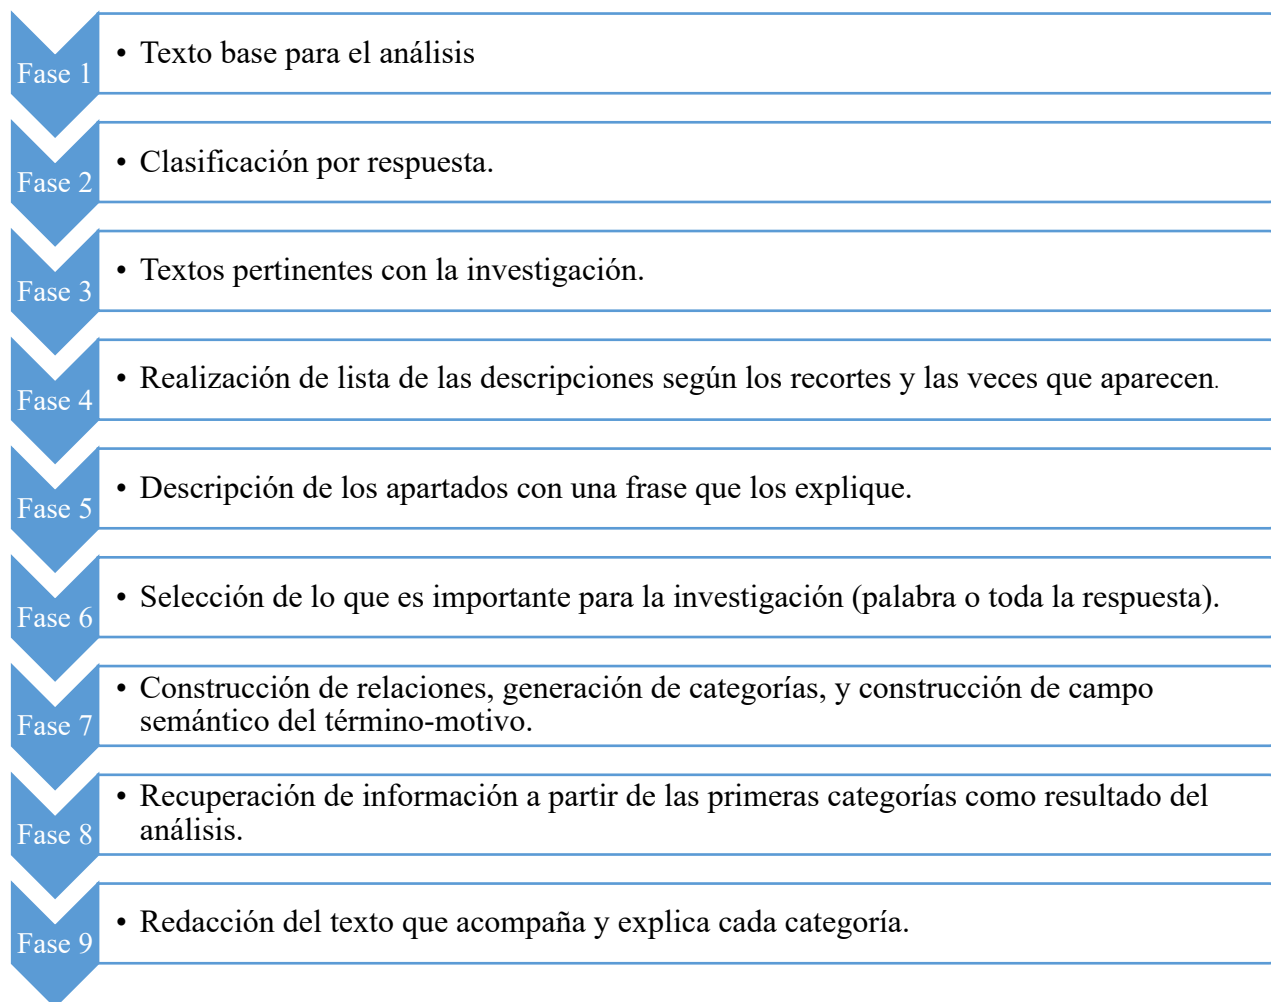 Fase 1
• Texto base para el análisis
Fase 2
• Clasificación por respuesta.
Fase 3
• Textos pertinentes con la investigación.
Fase 4
• Realización de lista de las descripciones según los recortes y las veces que aparecen.
Fase 5
• Descripción de los apartados con una frase que los explique.
Fase 6
• Selección de lo que es importante para la investigación (palabra o toda la respuesta).
Fase 7
• Construcción de relaciones, generación de categorías, y construcción de campo
semántico del término-motivo.
Fase 8
• Recuperación de información a partir de las primeras categorías como resultado del
análisis.
Fase 9
• Redacción del texto que acompaña y explica cada categoría.